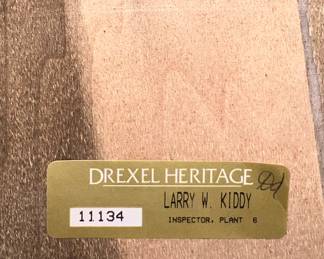 DREXEL HERITAGE
LARRY W. KIDDY
11134
INSPECTOR, PLANT 6